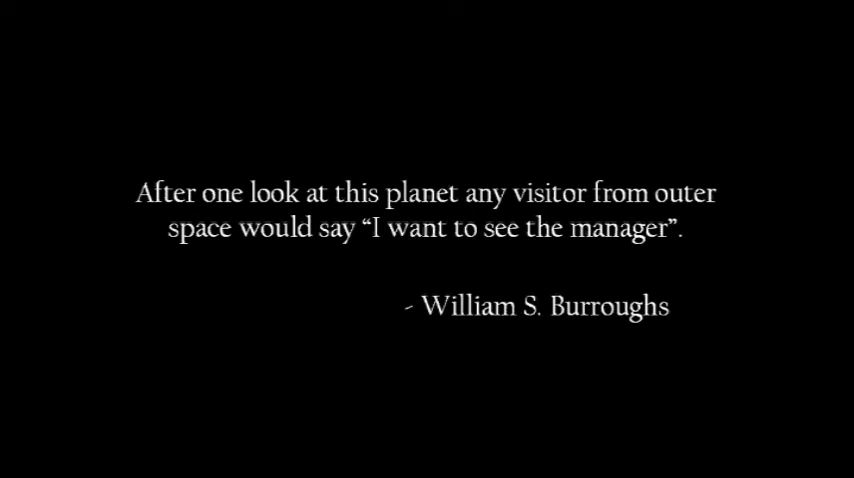 After one look at this planet any visitor from outer
space would say “I want to see the manager”.
- William S. Burroughs